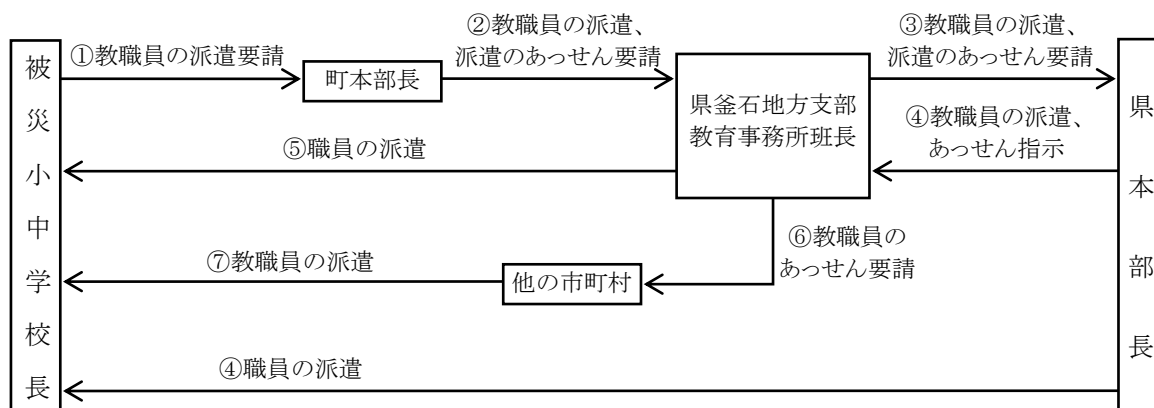 被災小中学校長
①教職員の派遣要請
町本部長
②教職員の派遣、
派遣のあっせん要請
県釜石地方支部
教育事務所班長
③教職員の派遣、
派遣のあっせん要請
県本部長
④教職員の派遣、
あっせん指示
⑤職員の派遣
⑥教職員の
あっせん要請
他の市町村
⑦教職員の派遣
④職員の派遣